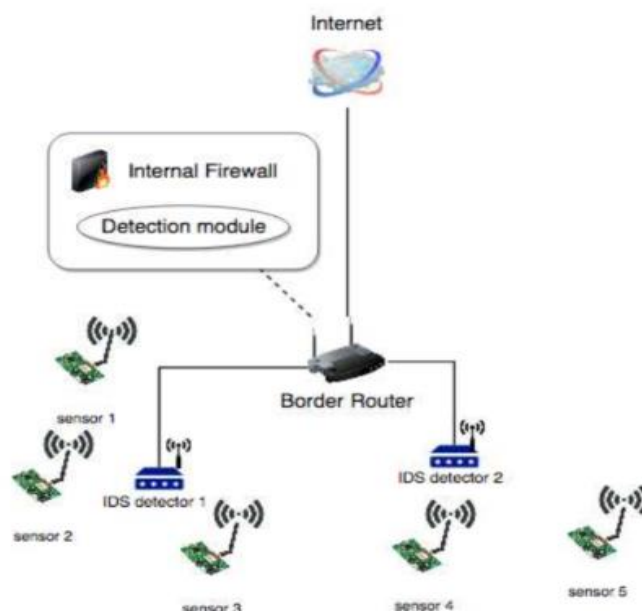 Internet
Internal Firewall
Detection module
Border Router
sensor 1
IDS detector 1
IDS detector 2
sensor 2
sensor 3
sensor 4
sensor 5